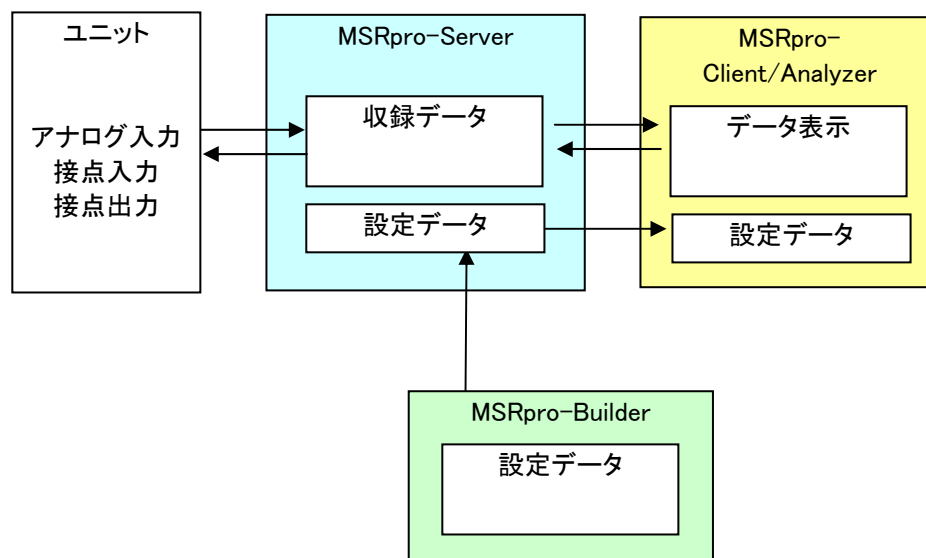 ユニット
アナログ入力
接点入力
接点出力
MSRpro-Server
収録データ
設定データ
MSRpro-
Client/Analyzer
データ表示
設定データ
MSRpro-Builder
設定データ